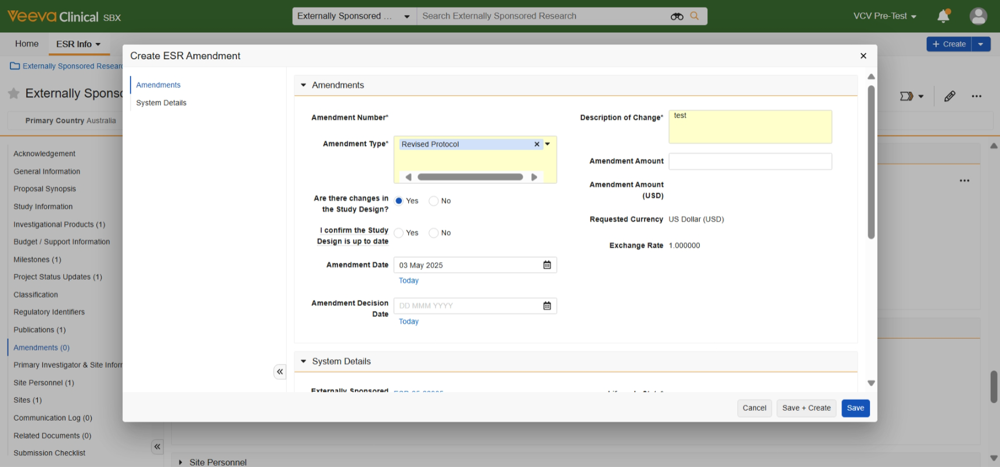 Veeva Clinical SBX
Externally Sponsored ...
Search Externally Sponsored Research
VCV Pre-Test
Home
ESR Info
Create
Externally Sponsored Researc
Externally Sponso
Primary Country Australia
Acknowledgement
General Information
Proposal Synopsis
Study Information
Investigational Products (1)
Budget / Support Information
Milestones (1)
Project Status Updates (1)
Classification
Regulatory Identifiers
Publications (1)
Amendments (0)
Primary Investigator & Site Inforr
Site Personnel (1)
Sites (1)
Communication Log (0)
Related Documents (0)
Submission Checklist
Create ESR Amendment
Amendments
System Details
Amendments
Amendment Number*
Amendment Type*
Revised Protocol
Are there changes in
the Study Design?
Yes
No
I confirm the Study
Design is up to date
Yes
No
Amendment Date
03 May 2025
Today
Amendment Decision
Date
DD MMM YYYY
Today
Description of Change*
test
Amendment Amount
Amendment Amount
(USD)
Requested Currency
US Dollar (USD)
Exchange Rate
1.000000
System Details
Externally Sponsored
Cancel
Save + Create
Save
Site Personnel